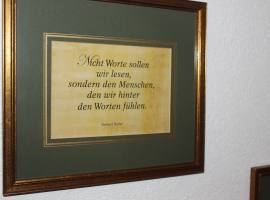 Nicht Worte sollen
wir lesen,
sondern den Menschen,
den wir hinter
den Worten fühlen.